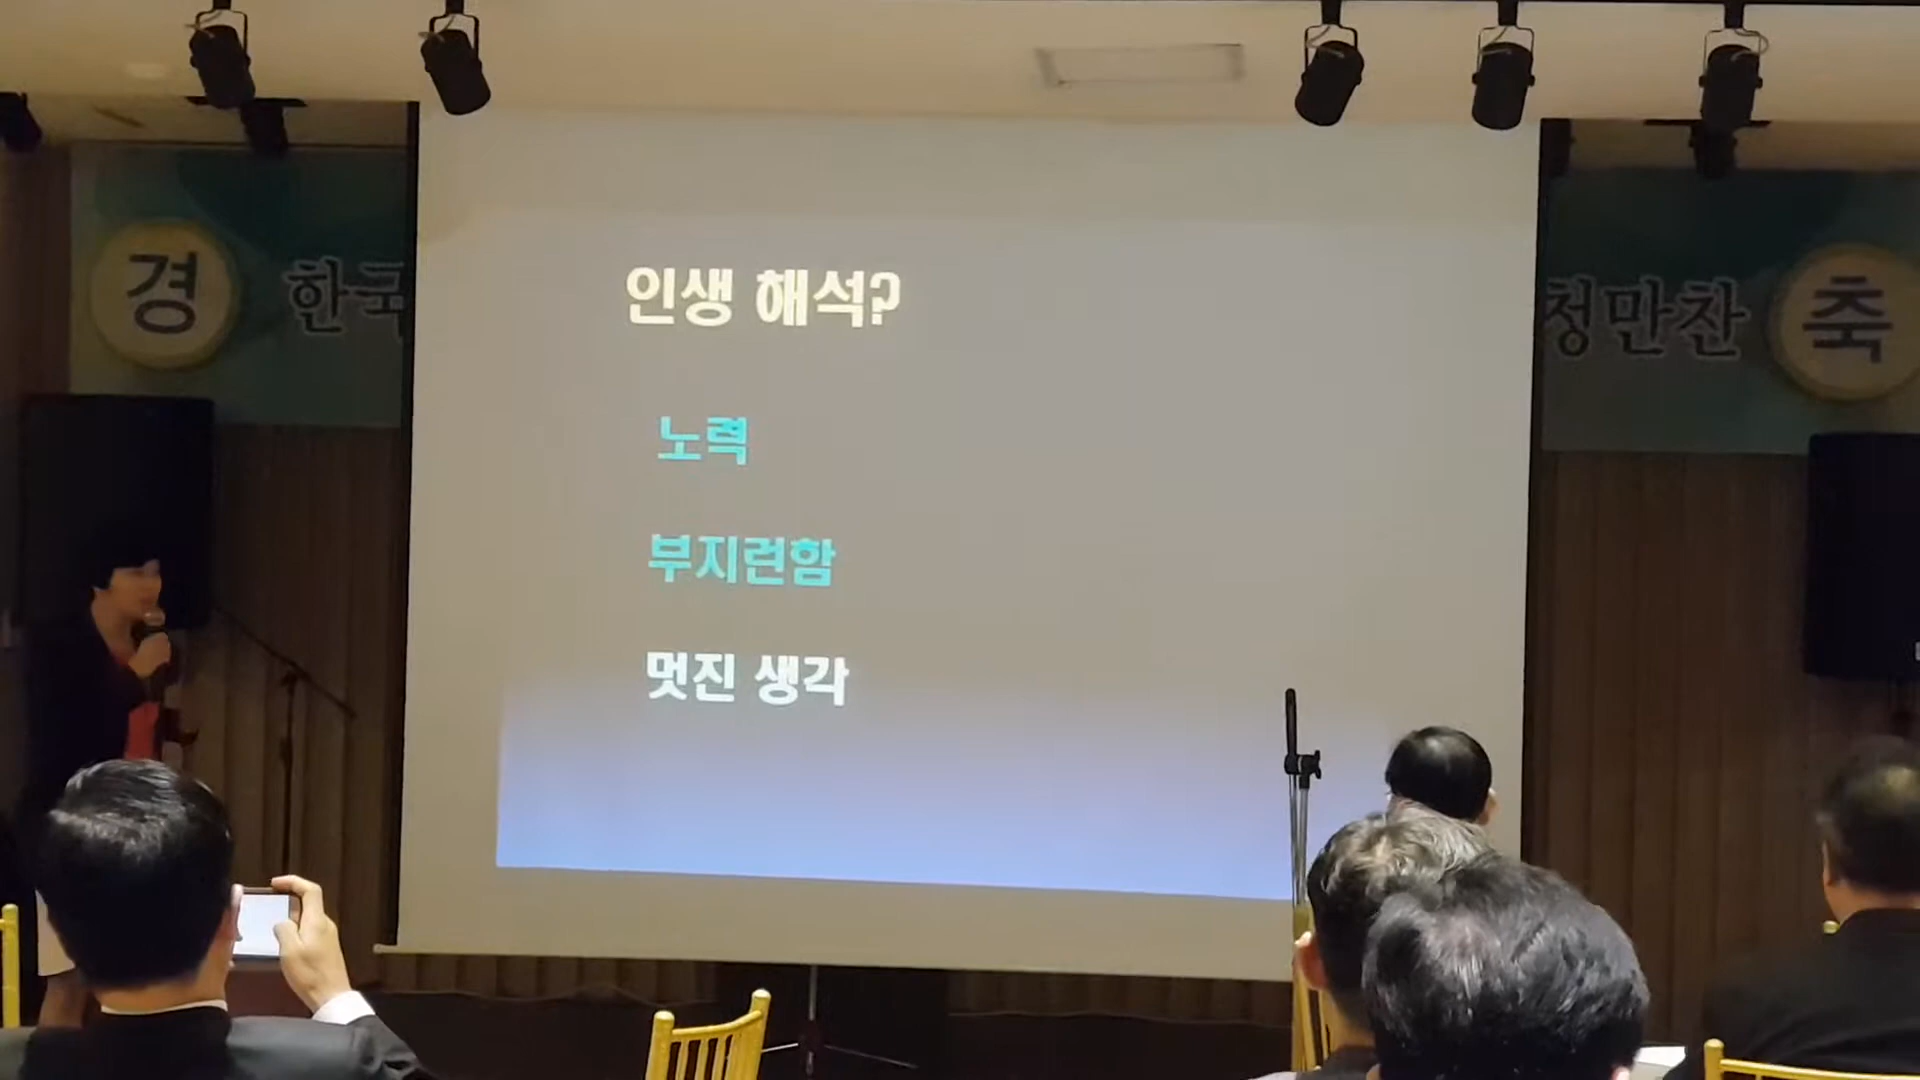 경 한국
인생 해석?
노력
부지런함
멋진 생각
만찬 축